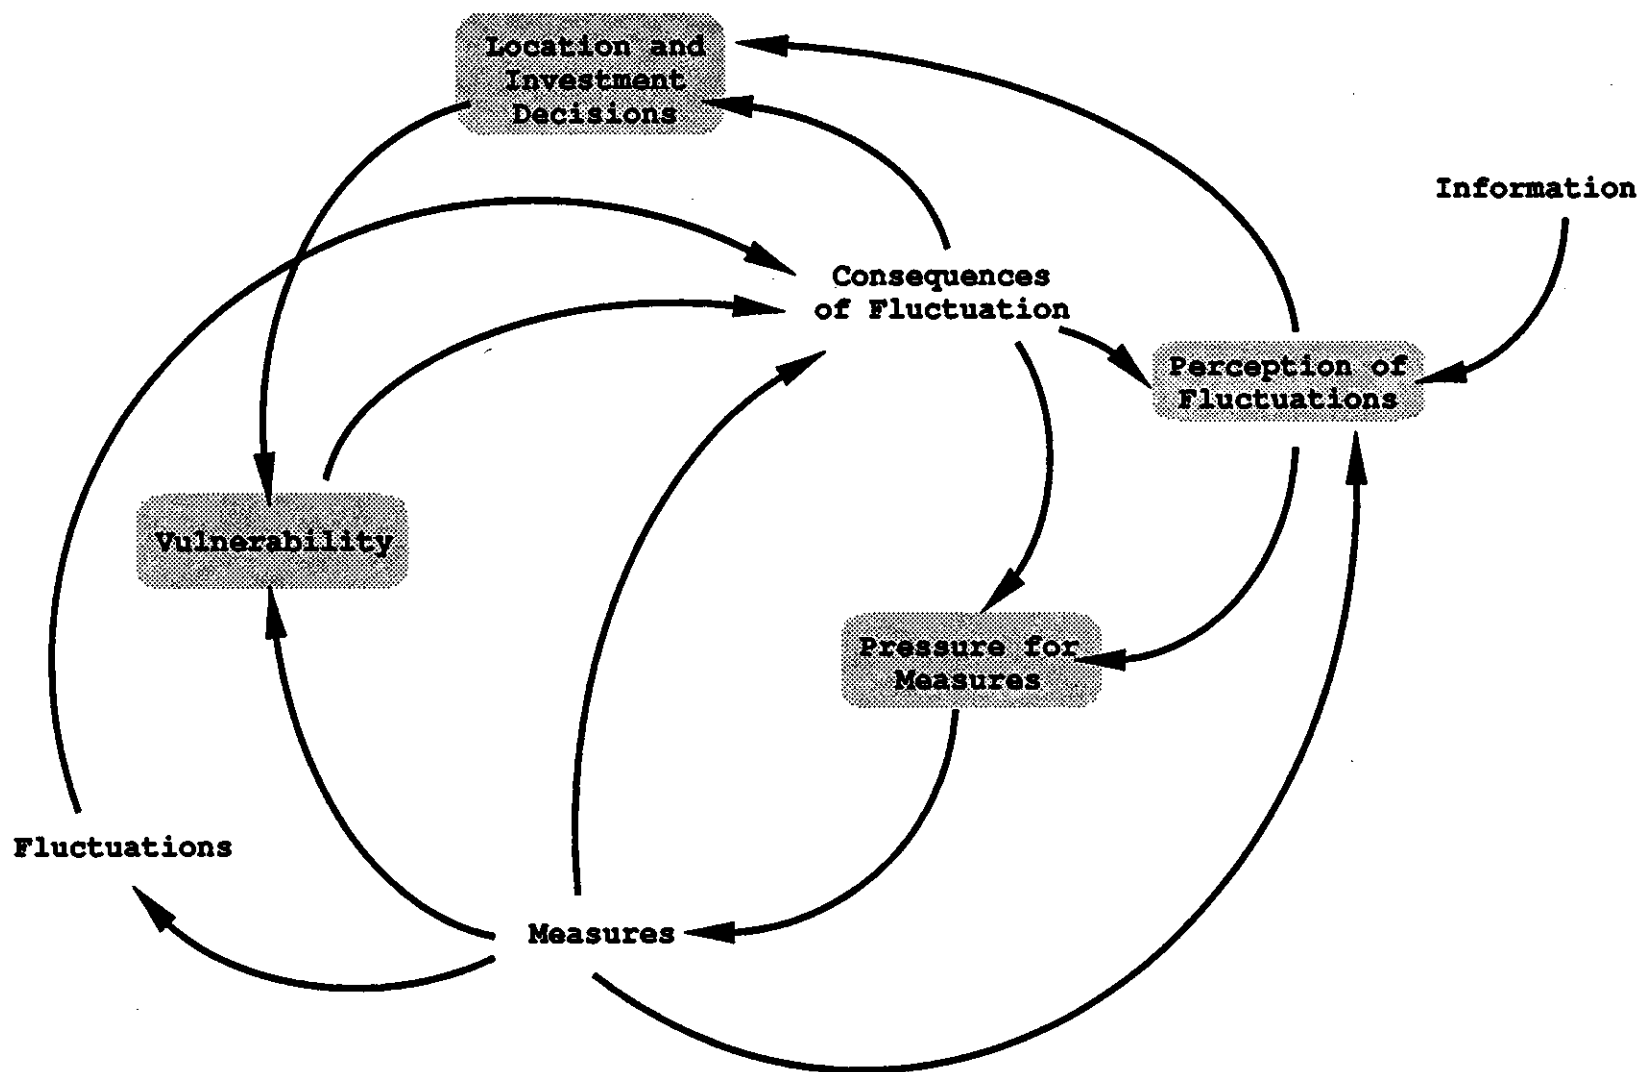 Location and
Investment
Decisions
Information
Consequences
of Fluctuation
Perception of
Fluctuations
Vulnerability
Pressure for
Measures
Fluctuations
Measures